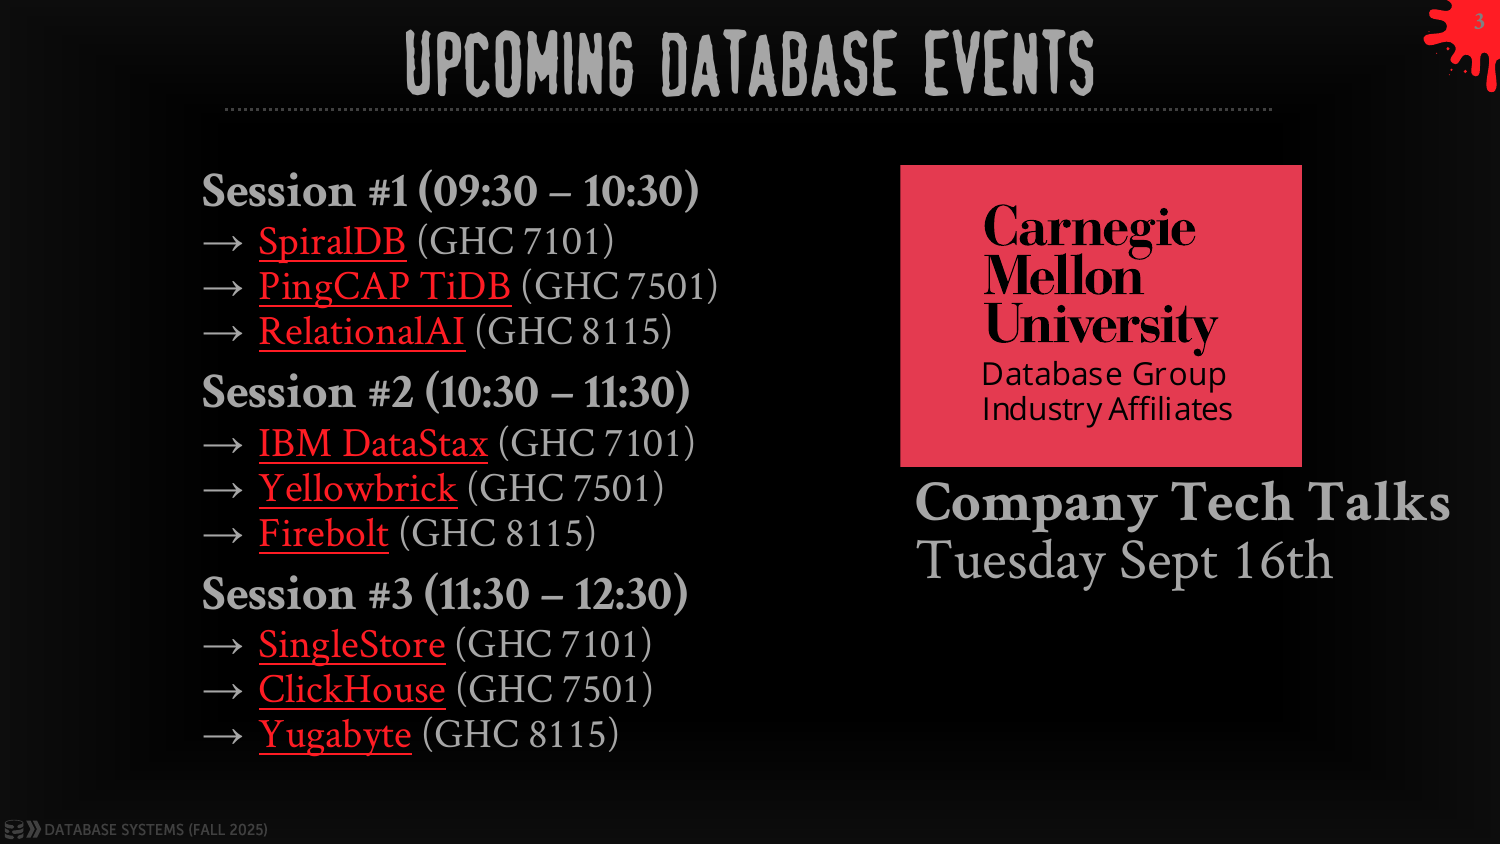 3
UPCOMING DATABASE EVENTS
Session #1 (09:30 – 10:30)
→ SpiralDB (GHC 7101)
→ PingCAP TiDB (GHC 7501)
→ RelationalAI (GHC 8115)
Session #2 (10:30 – 11:30)
→ IBM DataStax (GHC 7101)
→ Yellowbrick (GHC 7501)
→ Firebolt (GHC 8115)
Session #3 (11:30 – 12:30)
→ SingleStore (GHC 7101)
→ ClickHouse (GHC 7501)
→ Yugabyte (GHC 8115)
Carnegie
Mellon
University
Database Group
Industry Affiliates
Company Tech Talks
Tuesday Sept 16th
DATABASE SYSTEMS (FALL 2025)